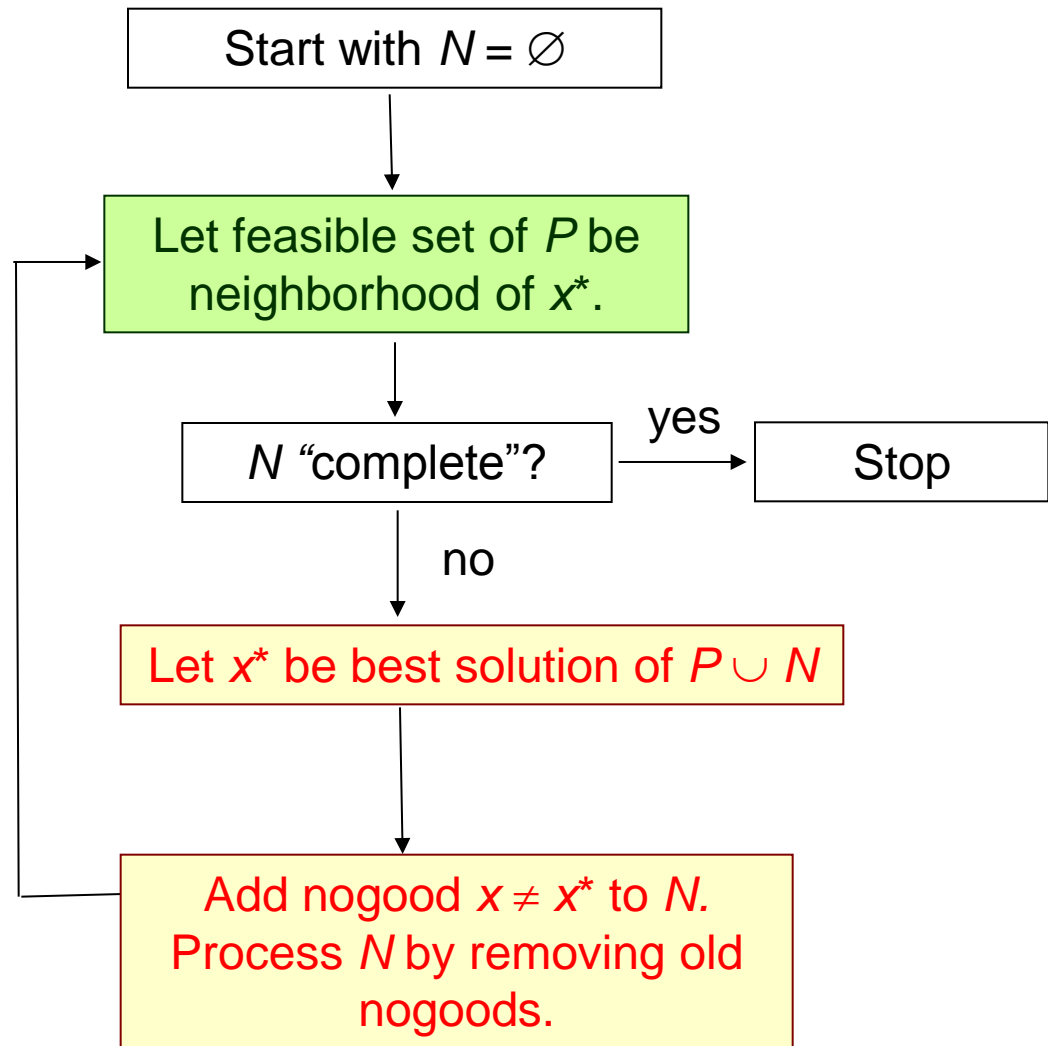 Start with N = ∅
Let feasible set of P be
neighborhood of x*.
N “complete”?
yes
Stop
no
Let x* be best solution of P ∪ N
Add nogood x ≠ x* to N.
Process N by removing old
nogoods.